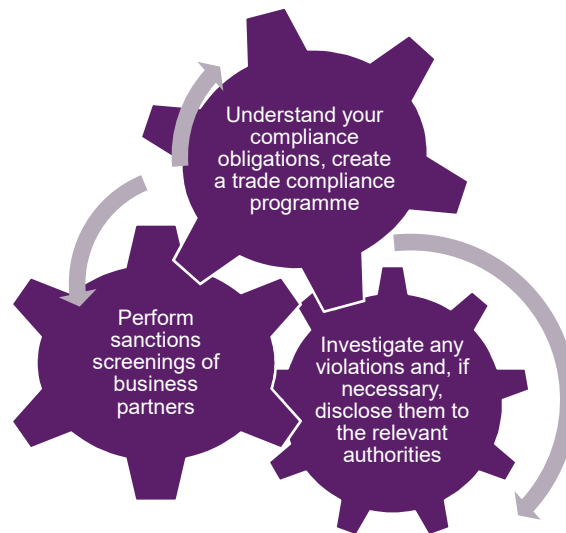 Understand your
compliance
obligations, create
a trade compliance
programme
Perform
sanctions
screenings of
business
partners
Investigate any
violations and, if
necessary,
disclose them to
the relevant
authorities